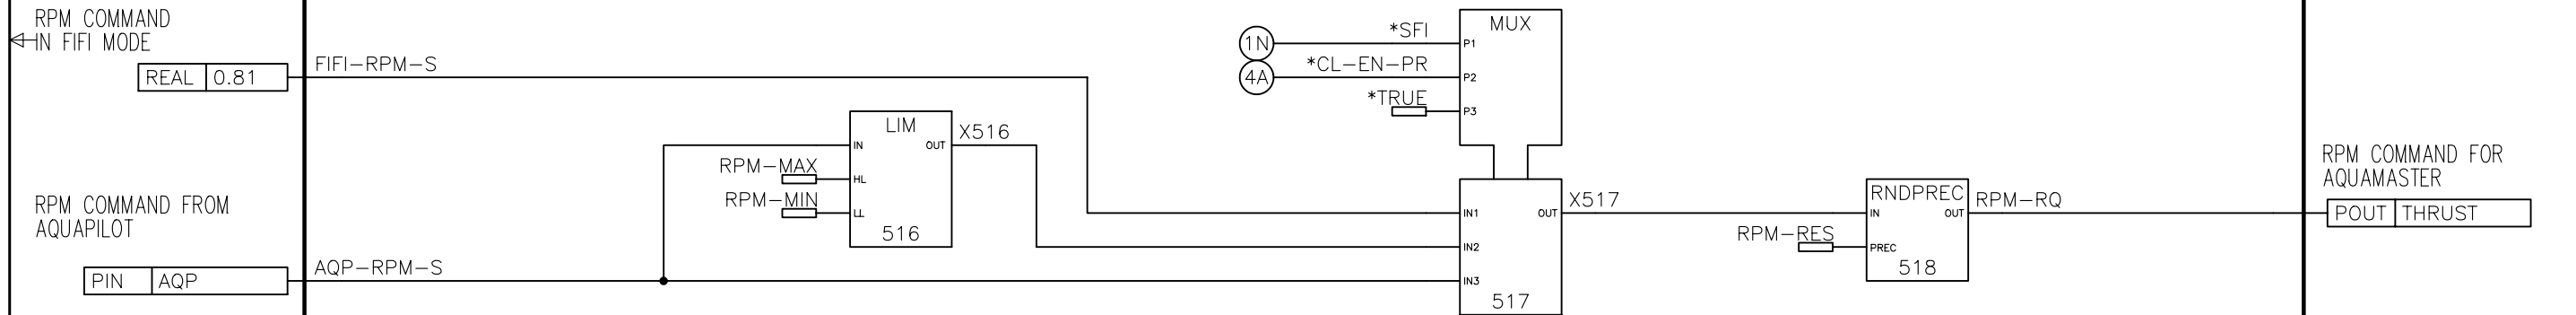 RPM COMMAND
IN FIFI MODE
REAL 0.81
FIFI-RPM-S
RPM COMMAND FROM
AQUAPILOT
PIN AQP
AQP-RPM-S
LIM
IN OUT
HL
LL
516
RPM-MAX
RPM-MIN
X516
1N
4A
*SFI
*CL-EN-PR
*TRUE
MUX
P1
P2
P3
IN1 OUT
IN2
IN3
517
X517
RPM-RES
RNDPREC
IN OUT
PREC
518
RPM-RQ
RPM COMMAND FOR
AQUAMASTER
POUT THRUST